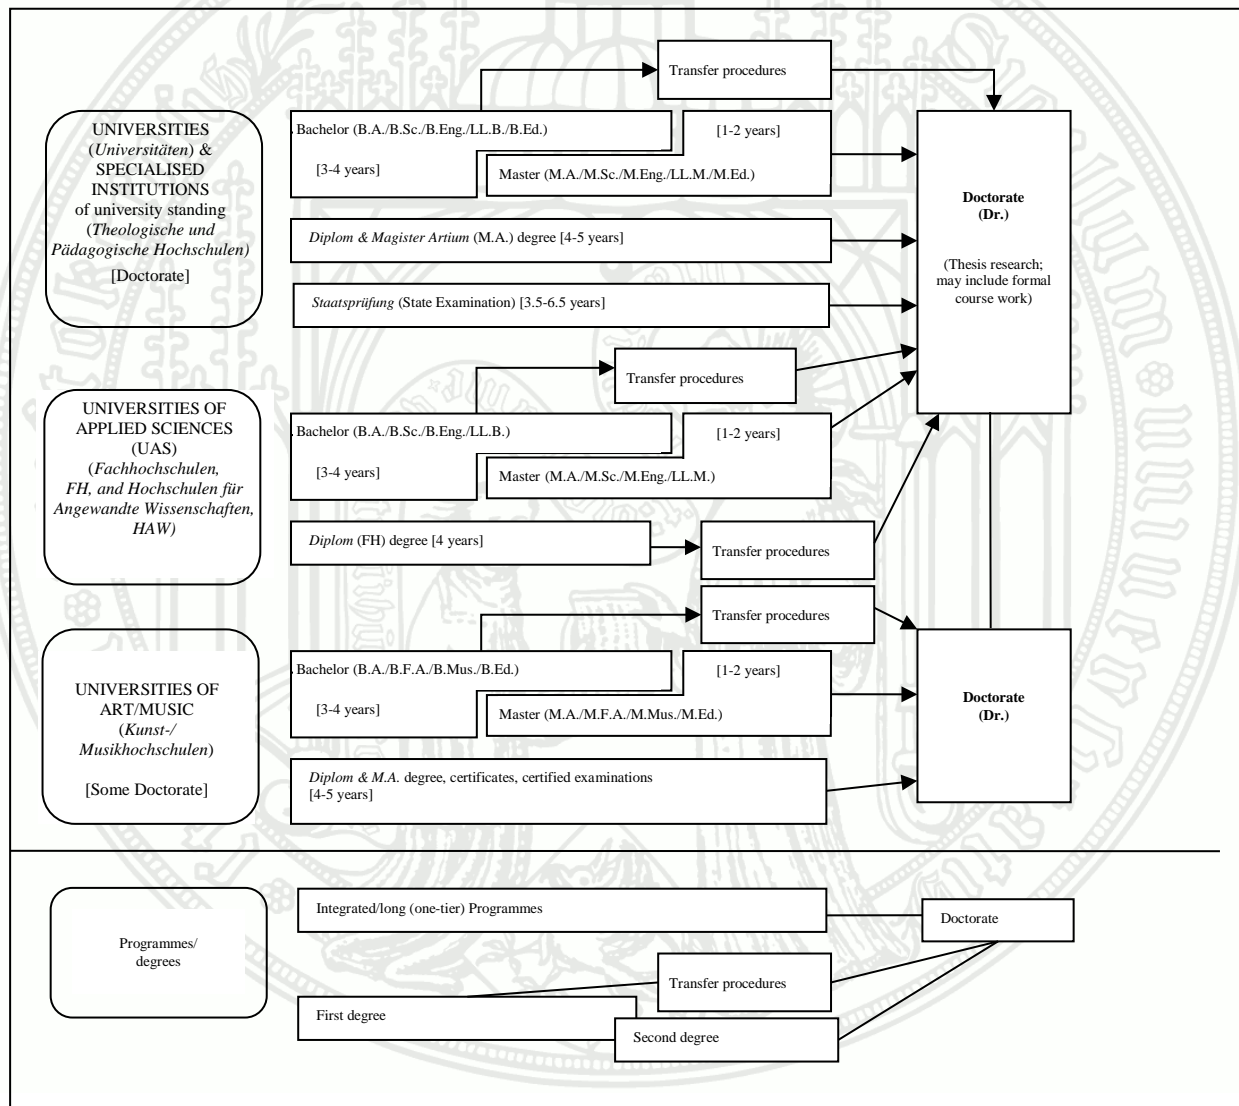 Transfer procedures
UNIVERSITIES
(Universitäten) &
SPECIALISED
INSTITUTIONS
of university standing
(Theologische und
Pädagogische Hochschulen)
[Doctorate]
Bachelor (B.A./B.Sc./B.Eng./LL.B./B.Ed.)
[3-4 years]
[1-2 years]
Master (M.A./M.Sc./M.Eng./LL.M./M.Ed.)
Diplom & Magister Artium (M.A.) degree [4-5 years]
Staatsprüfung (State Examination) [3.5-6.5 years]
Doctorate
(Dr.)
(Thesis research;
may include formal
course work)
UNIVERSITIES OF
APPLIED SCIENCES
(UAS)
(Fachhochschulen,
FH, and Hochschulen für
Angewandte Wissenschaften,
HAW)
Transfer procedures
Bachelor (B.A./B.Sc./B.Eng./LL.B.)
[3-4 years]
[1-2 years]
Master (M.A./M.Sc./M.Eng./LL.M.)
Diplom (FH) degree [4 years]
Transfer procedures
Transfer procedures
UNIVERSITIES OF
ART/MUSIC
(Kunst-/
Musikhochschulen)
[Some Doctorate]
Bachelor (B.A./B.F.A./B.Mus./B.Ed.)
[3-4 years]
[1-2 years]
Master (M.A./M.F.A./M.Mus./M.Ed.)
Diplom & M.A. degree, certificates, certified examinations
[4-5 years]
Doctorate
(Dr.)
Programmes/
degrees
Integrated/long (one-tier) Programmes
Doctorate
Transfer procedures
First degree
Second degree